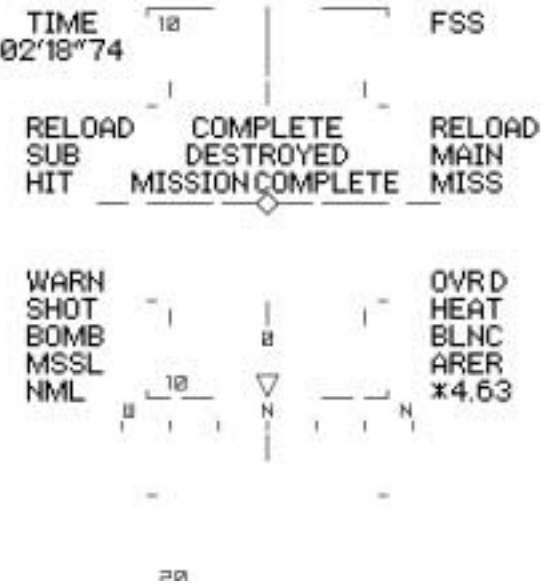 TIME
02'18"74
10
FSS
RELOAD COMPLETE RELOAD
SUB DESTROYED MAIN
HIT MISSION COMPLETE MISS
WARN OVRD
SHOT HEAT
BOMB 0 BLNC
MSSL ARER
NML 10 *4.63
W N N
20